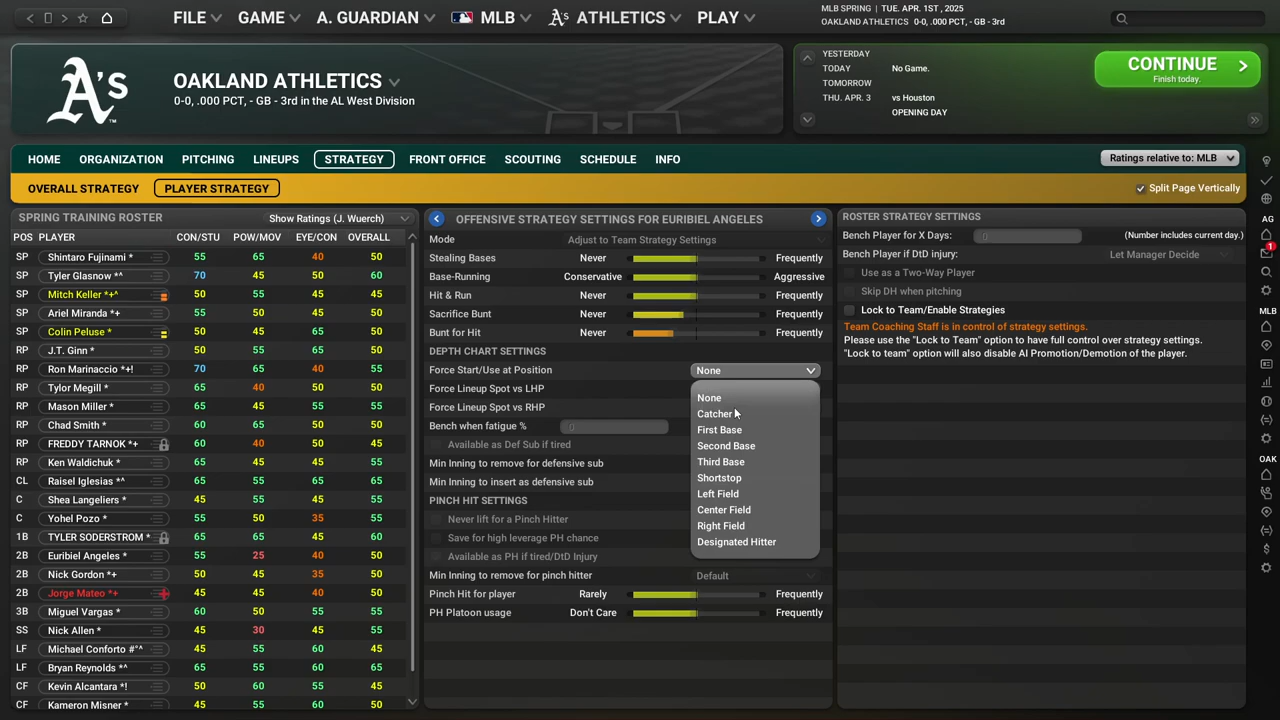 FILE GAME A. GUARDIAN MLB ATHLETICS PLAY
MLB SPRING | TUE. APR. 1ST , 2025
OAKLAND ATHLETICS 0-0, .000 PCT, - GB - 3rd
A's
OAKLAND ATHLETICS
0-0, .000 PCT, - GB - 3rd in the AL West Division
YESTERDAY
TODAY No Game.
TOMORROW
THU. APR. 3 vs Houston
OPENING DAY
CONTINUE
Finish today.
HOME ORGANIZATION PITCHING LINEUPS STRATEGY FRONT OFFICE SCOUTING SCHEDULE INFO
Ratings relative to: MLB
OVERALL STRATEGY PLAYER STRATEGY
Split Page Vertically
SPRING TRAINING ROSTER Show Ratings (J. Wuerch)
POS PLAYER CON/STU POW/MOV EYE/CON OVERALL
SP Shintaro Fujinami * 55 65 40 50
SP Tyler Glasnow *^ 70 45 50 60
SP Mitch Keller *+^ 50 55 45 45
SP Ariel Miranda *+ 50 45 65 50
SP Colin Peluse * 50 45 65 50
RP J.T. Ginn * 50 55 65 55
RP Ron Marinaccio *+! 70 65 40 55
RP Tylor Megill * 65 40 50 50
RP Mason Miller * 65 45 50 55
RP Chad Smith * 60 65 40 50
RP FREDDY TARNOK *+ 60 40 50 50
RP Ken Waldichuk * 65 45 45 55
CL Raisel Iglesias *^ 65 45 55 55
C Shea Langeliers * 45 55 45 50
C Yohel Pozo * 55 50 35 50
1B TYLER SODERSTROM * 65 65 45 60
2B Euribiel Angeles * 55 25 40 50
2B Nick Gordon *+ 50 45 35 50
2B Jorge Mateo *+ 45 45 40 50
3B Miguel Vargas * 60 50 55 55
SS Nick Allen * 45 30 45 55
LF Michael Conforto #*^ 45 55 60 45
LF Bryan Reynolds *^ 65 55 65 65
CF Kevin Alcantara *! 50 60 55 45
CF Kameron Misner * 45 55 60 50
OFFENSIVE STRATEGY SETTINGS FOR EURIBIEL ANGELES
Mode Adjust to Team Strategy Settings
Stealing Bases Never Frequently
Base-Running Conservative Aggressive
Hit & Run Never Frequently
Sacrifice Bunt Never Frequently
Bunt for Hit Never Frequently
DEPTH CHART SETTINGS
Force Start/Use at Position None
Force Lineup Spot vs LHP
Force Lineup Spot vs RHP
Bench when fatigue % 0
Available as Def Sub if tired
Min Inning to remove for defensive sub
Min Inning to insert as defensive sub
PINCH HIT SETTINGS
Never lift for a Pinch Hitter
Save for high leverage PH chance
Available as PH if tired/DtD Injury
Min Inning to remove for pinch hitter Default
Pinch Hit for player Rarely Frequently
PH Platoon usage Don't Care Frequently
None
Catcher
First Base
Second Base
Third Base
Shortstop
Left Field
Center Field
Right Field
Designated Hitter
ROSTER STRATEGY SETTINGS
Bench Player for X Days: 0 (Number includes current day.)
Bench Player if DtD injury: Let Manager Decide
Use as a Two-Way Player
Skip DH when pitching
Lock to Team/Enable Strategies
Team Coaching Staff is in control of strategy settings.
Please use the "Lock to Team" option to have full control over strategy settings.
"Lock to team" option will also disable AI Promotion/Demotion of the player.
AG
1
MLB
OAK